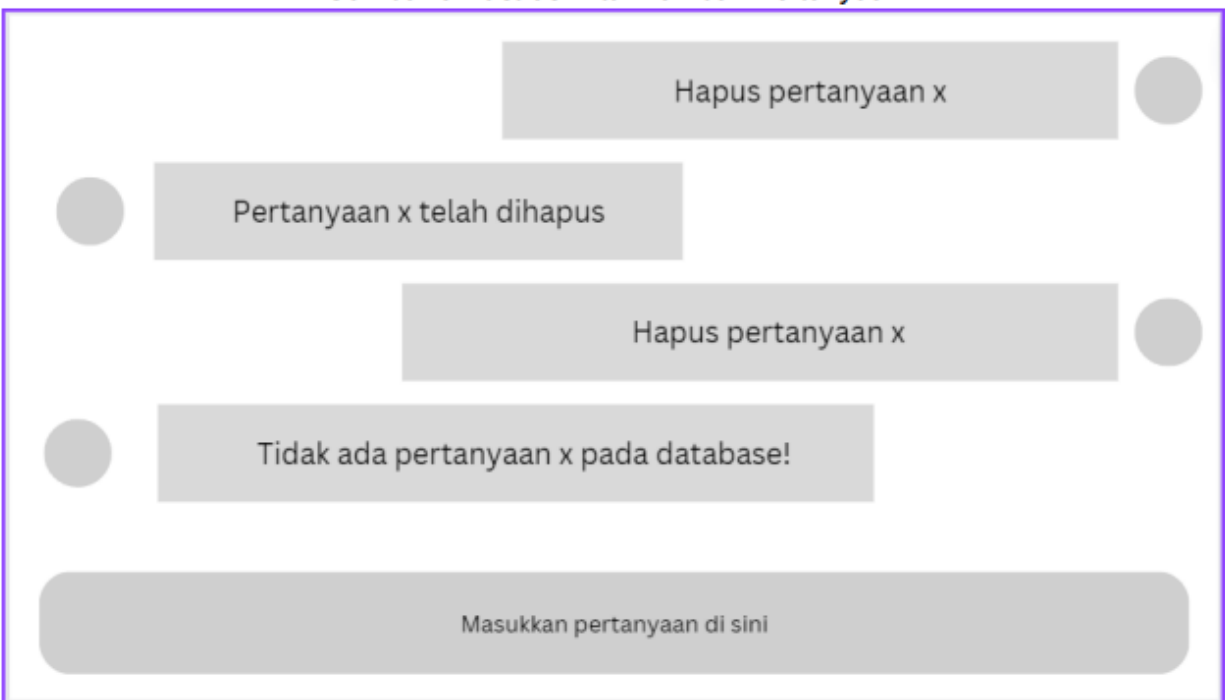 Hapus pertanyaan x
Pertanyaan x telah dihapus
Hapus pertanyaan x
Tidak ada pertanyaan x pada database!
Masukkan pertanyaan di sini